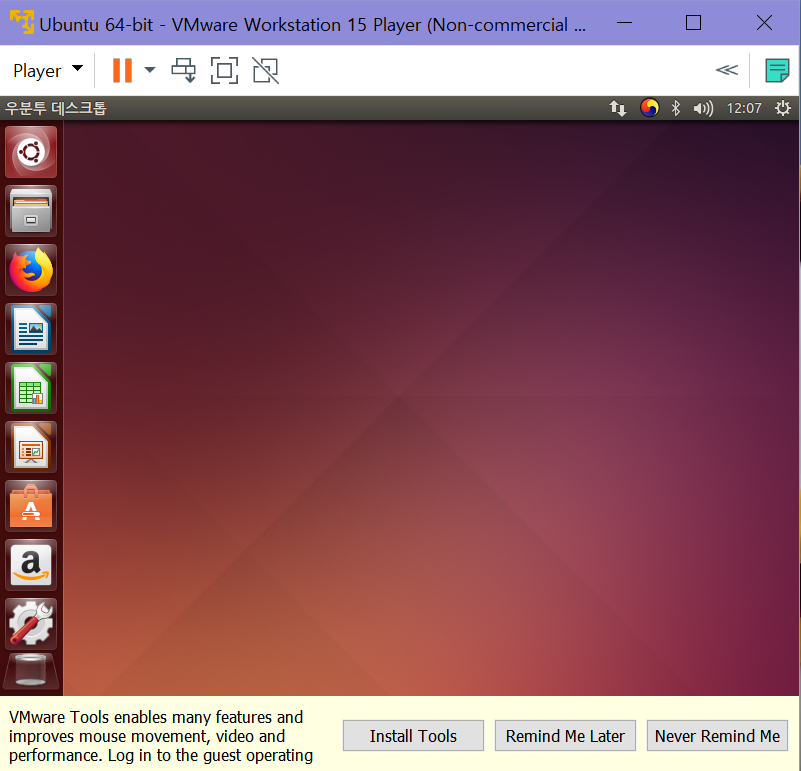 Ubuntu 64-bit - VMware Workstation 15 Player (Non-commercial ...
Player
우분투 데스크톱
12:07
VMware Tools enables many features and
improves mouse movement, video and
performance. Log in to the guest operating
Install Tools
Remind Me Later
Never Remind Me